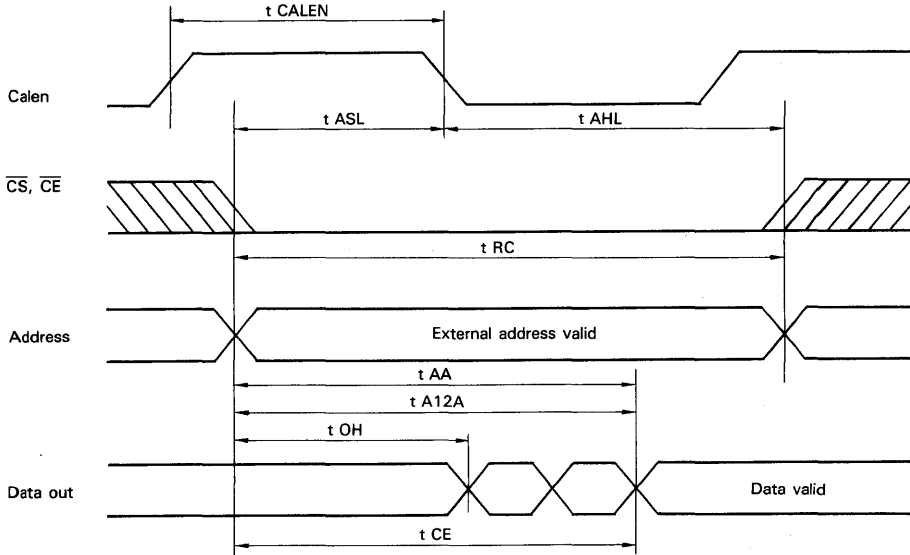 t CALEN
Calen
t ASL
t AHL
CS, CE
t RC
Address
External address valid
t AA
t A12A
t OH
Data out
Data valid
t CE